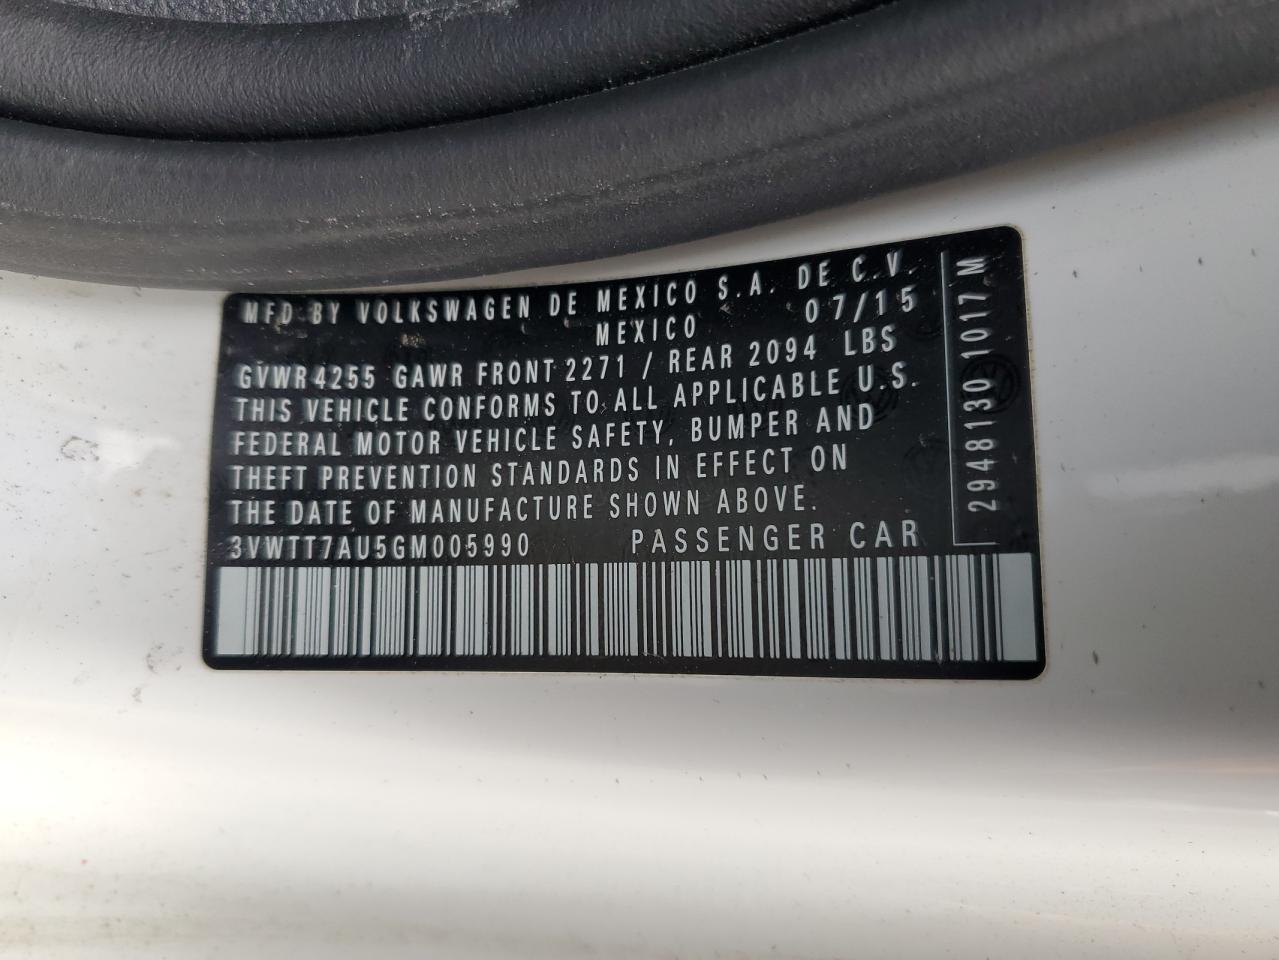 MFD BY VOLKSWAGEN DE MEXICO S.A. DE C.V.
MEXICO 07/15
GVWR 4255 GAWR FRONT 2271 / REAR 2094 LBS
THIS VEHICLE CONFORMS TO ALL APPLICABLE U.S.
FEDERAL MOTOR VEHICLE SAFETY, BUMPER AND
THEFT PREVENTION STANDARDS IN EFFECT ON
THE DATE OF MANUFACTURE SHOWN ABOVE.
3VWTT7AU5GM005990 PASSENGER CAR
2948130 1017 M